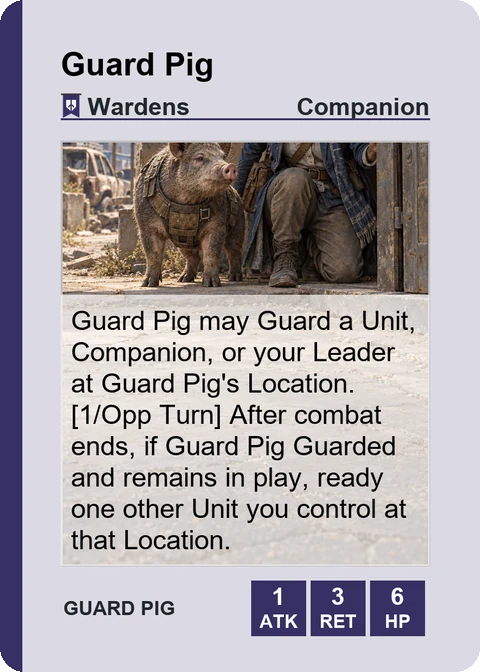 Guard Pig
Wardens Companion
Guard Pig may Guard a Unit,
Companion, or your Leader
at Guard Pig's Location.
[1/Opp Turn] After combat
ends, if Guard Pig Guarded
and remains in play, ready
one other Unit you control at
that Location.
GUARD PIG
1 3 6
ATK RET HP